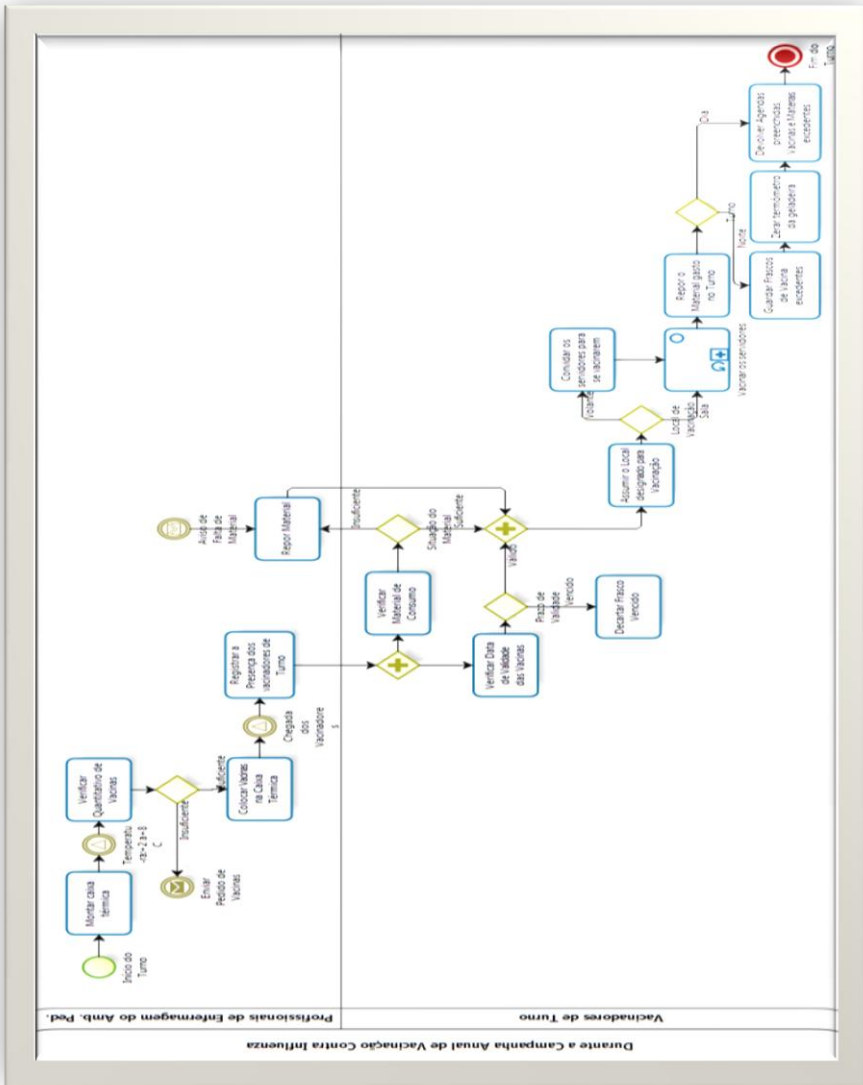 Durante a Campanha Anual de Vacinação Contra Influenza
Profissionais de Enfermagem do Amb. Ped.
Vacinadores de Turno
Início do
Turno
Montar caixa
térmica
Temperatu
-ra=2 a=8
C
Verificar
Quantitativo de
Vacinas
Insuficiente
Enviar
Pedido de
Vacinas
Suficiente
Colocar Vacinas
na Caixa
Térmica
Chegada
dos
Vacinadore
s
Registrar a
Presença dos
vacinadores de
Turno
Aviso de
Falta de
Material
Repor Material
Insuficiente
Verificar
Material de
Consumo
Situação do
Material
Suficiente
Verificar Data
de Validade
das Vacinas
Válido
Prazo de
Validade
Vencido
Decartar Frasco
Vencido
Assumir o Local
designado para
Vacinação
Volante
Local de
Vacinação
Sala
Convidar os
servidores para
se vacinarem
Vacinar os servidores
Repor o
Material gasto
no Turno
Turno
Dia
Noite
Guardar Frascos
de Vacina
excedentes
Zerar termômetro
da geladeira
Devolver Agendas
preenchidas
Vacinas e Materiais
excedentes
Fim do
Turno